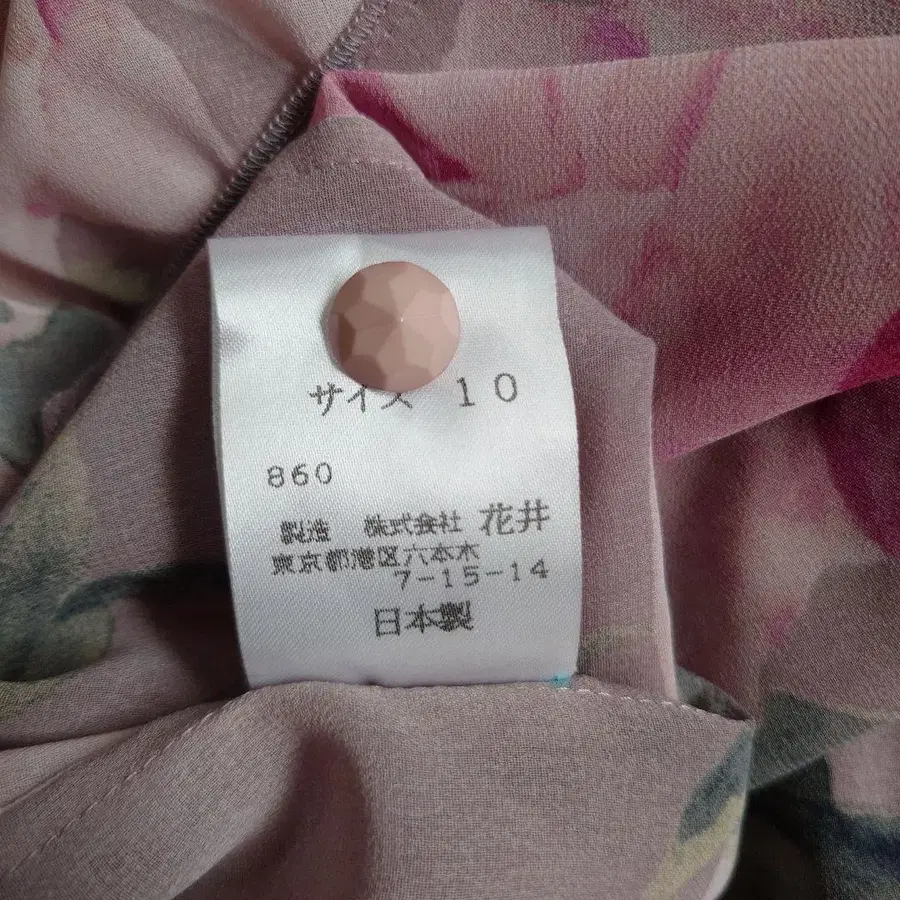 サイズ 10
860
製造 株式会社 花井
東京都港区六本木
7-15-14
日本製